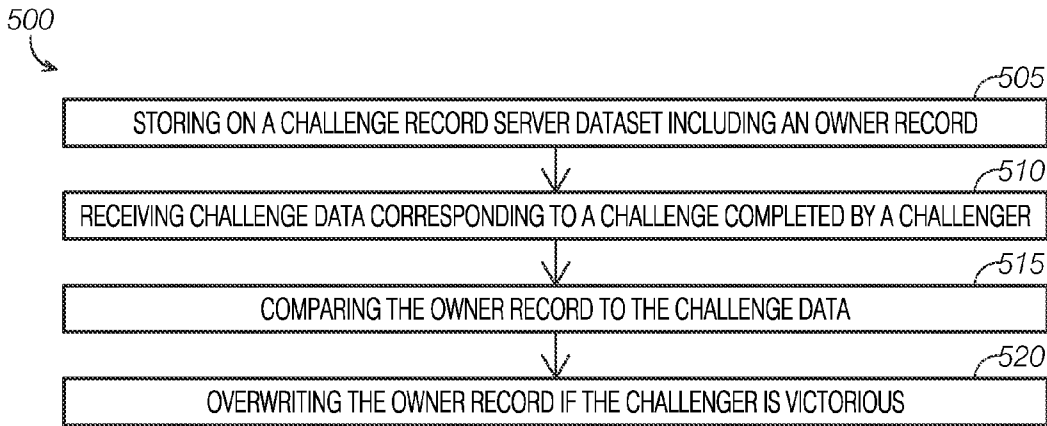 500
505
STORING ON A CHALLENGE RECORD SERVER DATASET INCLUDING AN OWNER RECORD
510
RECEIVING CHALLENGE DATA CORRESPONDING TO A CHALLENGE COMPLETED BY A CHALLENGER
515
COMPARING THE OWNER RECORD TO THE CHALLENGE DATA
520
OVERWRITING THE OWNER RECORD IF THE CHALLENGER IS VICTORIOUS